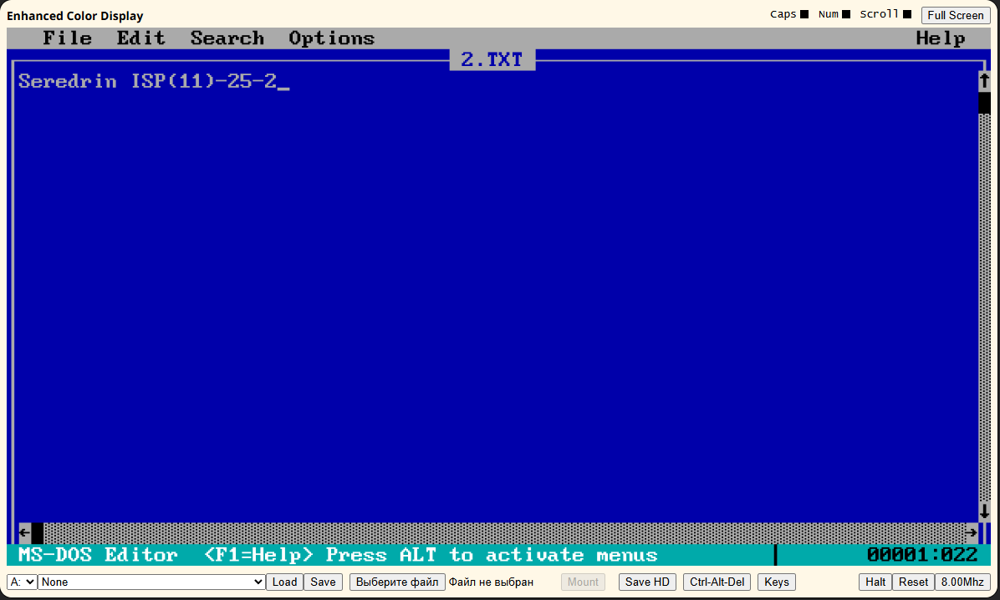 Enhanced Color Display Caps Num Scroll Full Screen
File Edit Search Options Help
2.TXT
Seredrin ISP(11)-25-2_
MS-DOS Editor <F1=Help> Press ALT to activate menus 00001:022
A: None Load Save Выберите файл Файл не выбран Mount Save HD Ctrl-Alt-Del Keys Halt Reset 8.00Mhz